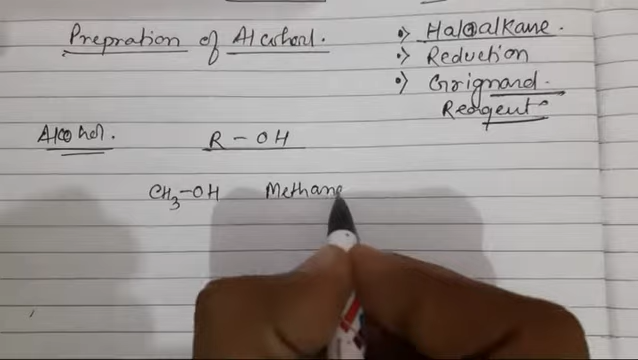 Prepration of Alcohol.
•) Haloalkane.
•) Reduction
•) Grignard
Reagent
Alcohol. R - OH
CH3-OH Methane